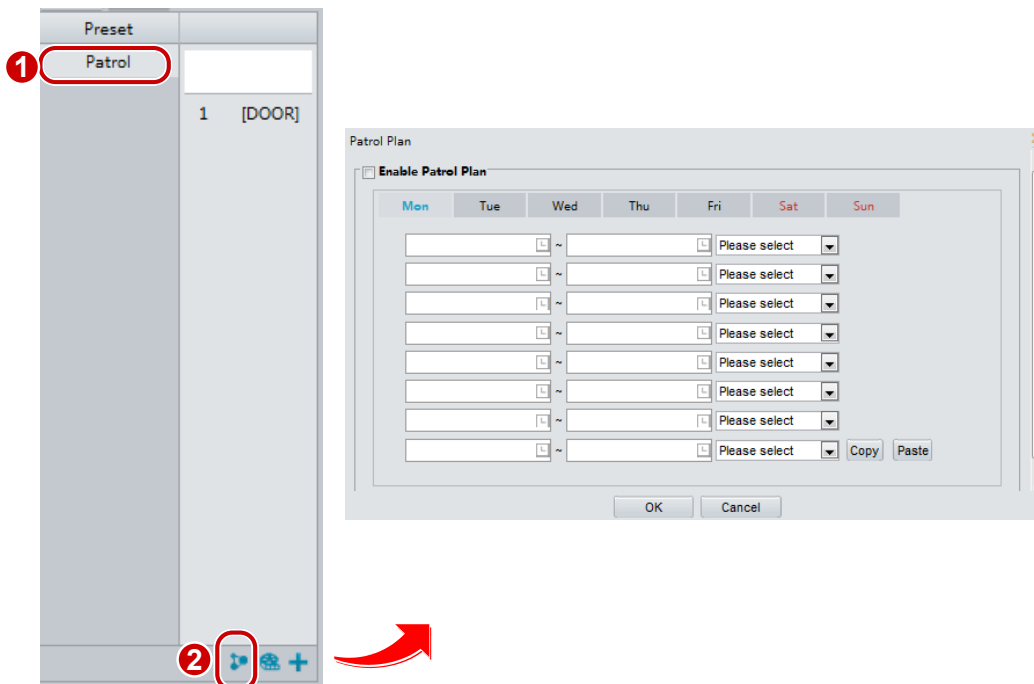 Preset
1
Patrol
1 [DOOR]
2
Patrol Plan
Enable Patrol Plan
Mon Tue Wed Thu Fri Sat Sun
~ Please select
~ Please select
~ Please select
~ Please select
~ Please select
~ Please select
~ Please select
~ Please select Copy Paste
OK Cancel